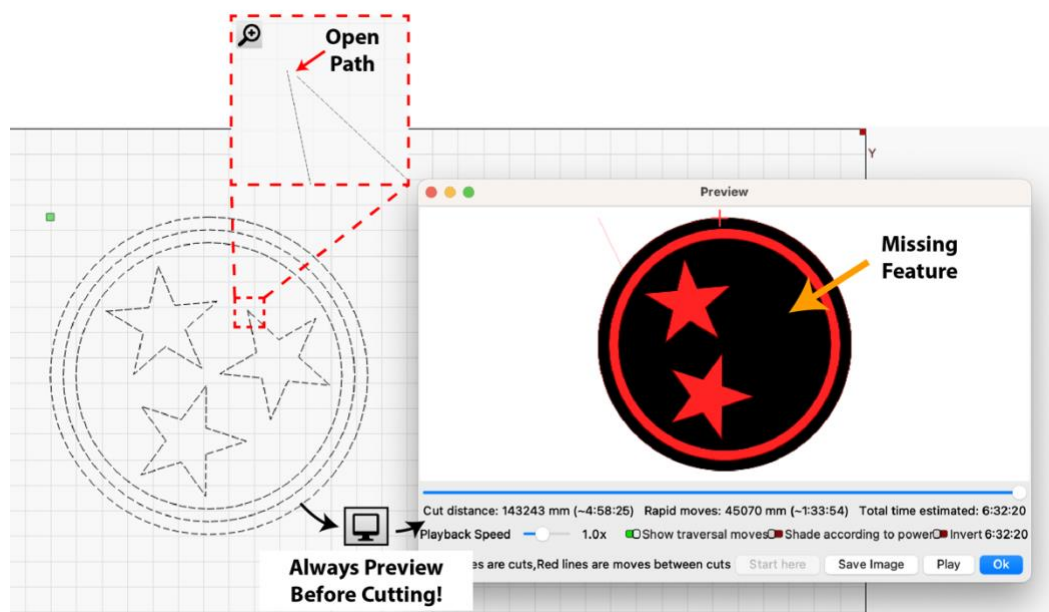 Open
Path
Y
Preview
Missing
Feature
Cut distance: 143243 mm (~4:58:25) Rapid moves: 45070 mm (~1:33:54) Total time estimated: 6:32:20
Playback Speed 1.0x Show traversal moves Shade according to power Invert 6:32:20
es are cuts,Red lines are moves between cuts Start here Save Image Play Ok
Always Preview
Before Cutting!